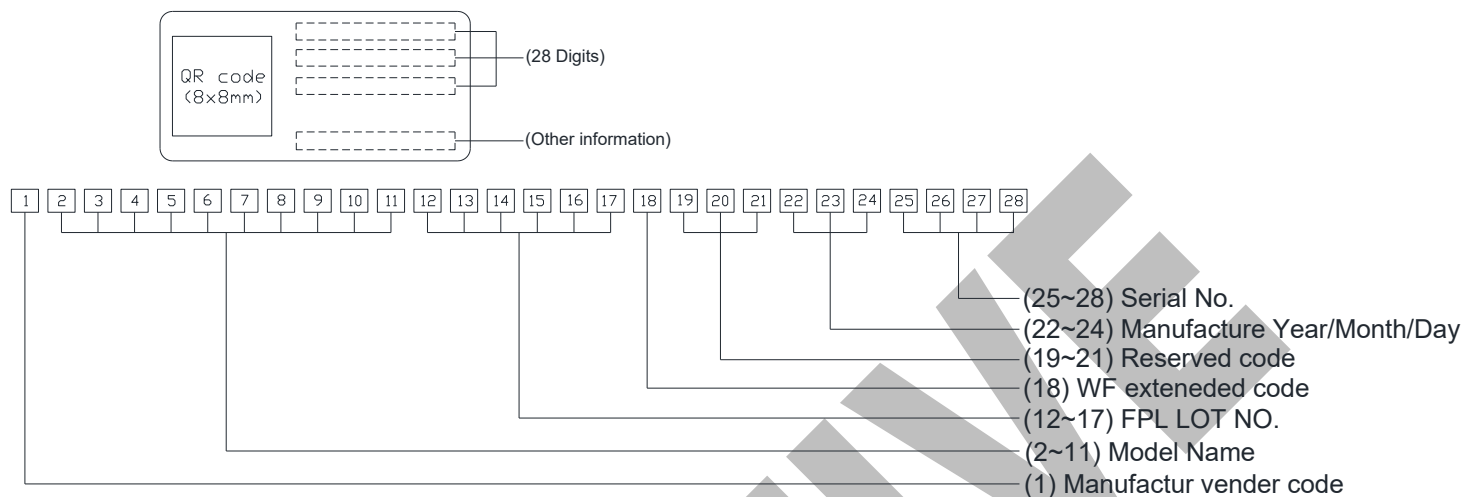 QR code
(8x8mm)
(28 Digits)
(Other information)
1 2 3 4 5 6 7 8 9 10 11 12 13 14 15 16 17 18 19 20 21 22 23 24 25 26 27 28
(25~28) Serial No.
(22~24) Manufacture Year/Month/Day
(19~21) Reserved code
(18) WF exteneded code
(12~17) FPL LOT NO.
(2~11) Model Name
(1) Manufactur vender code